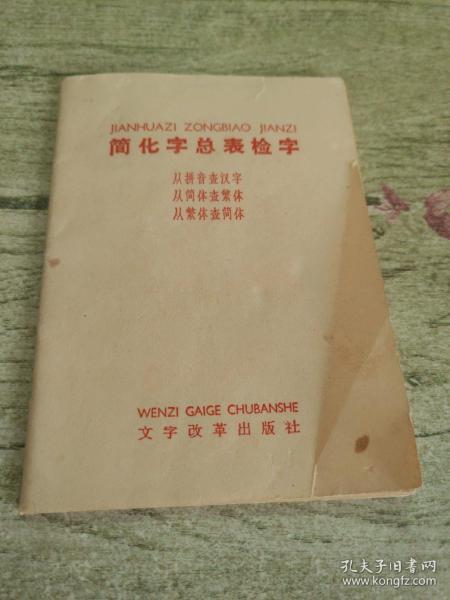 JIANHUAZI ZONGBIAO JIANZI
简化字总表检字
从拼音查汉字
从简体查繁体
从繁体查简体
WENZI GAIGE CHUBANSHE
文字改革出版社
孔夫子旧书网
www.kongfz.com